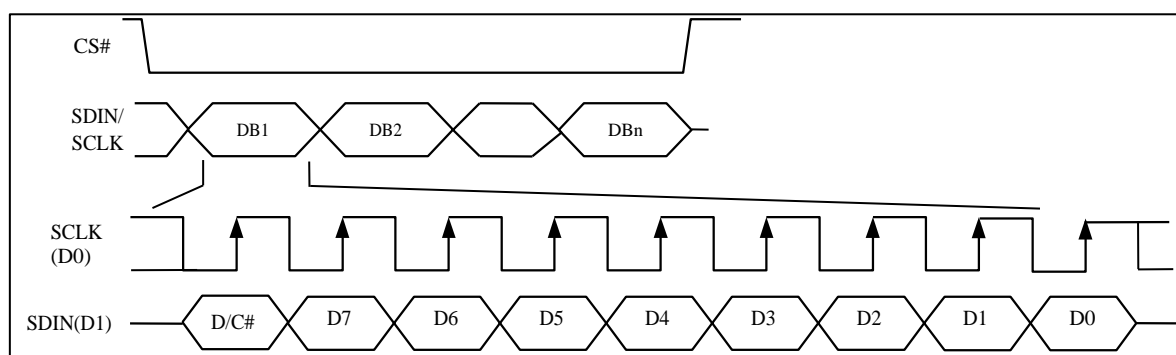 CS#
SDIN/
SCLK
DB1 DB2 DBn
SCLK
(D0)
SDIN(D1) D/C# D7 D6 D5 D4 D3 D2 D1 D0